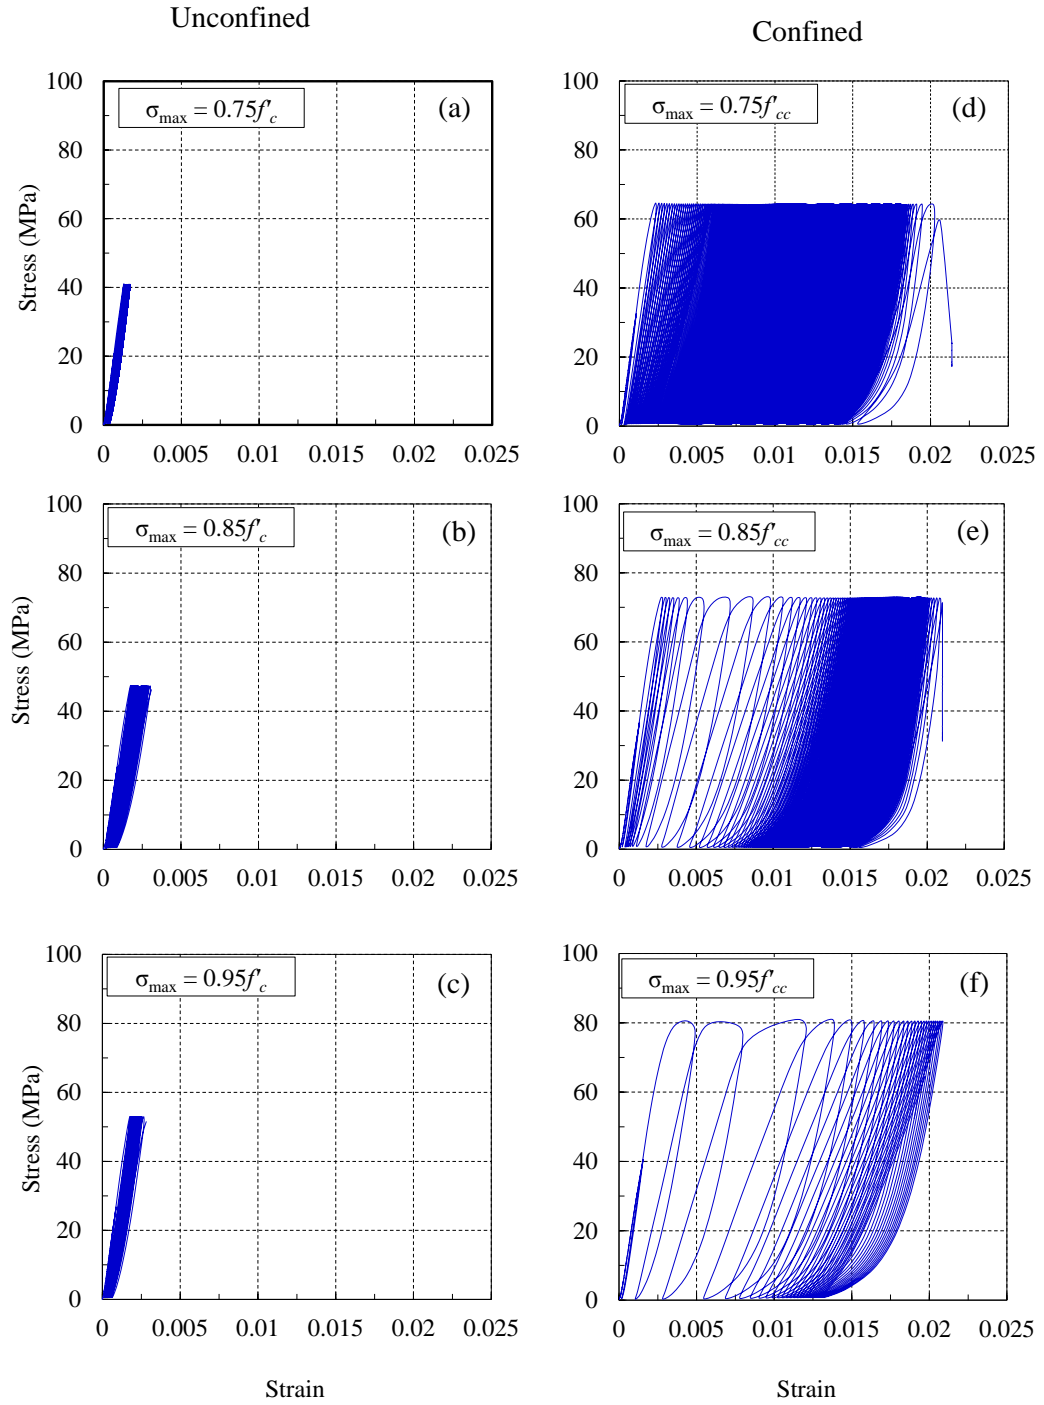 Unconfined
Confined
100
80
60
40
20
0
Stress (MPa)
σmax = 0.75f′c
(a)
0 0.005 0.01 0.015 0.02 0.025
100
80
60
40
20
0
σmax = 0.75f′cc
(d)
0 0.005 0.01 0.015 0.02 0.025
100
80
60
40
20
0
Stress (MPa)
σmax = 0.85f′c
(b)
0 0.005 0.01 0.015 0.02 0.025
100
80
60
40
20
0
σmax = 0.85f′cc
(e)
0 0.005 0.01 0.015 0.02 0.025
100
80
60
40
20
0
Stress (MPa)
σmax = 0.95f′c
(c)
0 0.005 0.01 0.015 0.02 0.025
Strain
100
80
60
40
20
0
σmax = 0.95f′cc
(f)
0 0.005 0.01 0.015 0.02 0.025
Strain